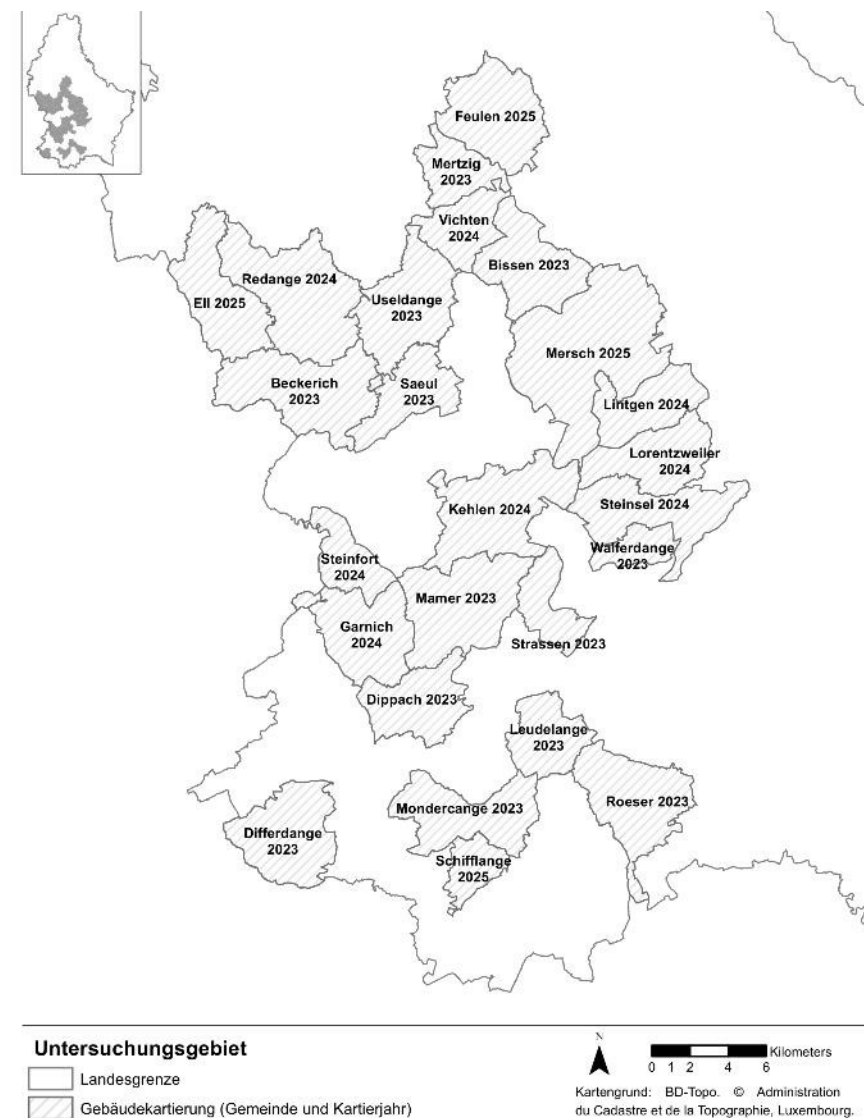 Feulen 2025
Mertzig
2023
Vichten
2024
Bissen 2023
Redange 2024
Ell 2025
Useldange
2023
Mersch 2025
Beckerich
2023
Saeul
2023
Lintgen 2024
Lorentzweiler
2024
Kehlen 2024
Steinsel 2024
Walferdange
2023
Steinfort
2024
Mamer 2023
Garnich
2024
Strassen 2023
Dippach 2023
Leudelange
2023
Mondercange 2023
Roeser 2023
Differdange
2023
Schifflange
2025
Untersuchungsgebiet
Landesgrenze
Gebäudekartierung (Gemeinde und Kartierjahr)
N
Kilometers
0 1 2 4 6
Kartengrund: BD-Topo. © Administration
du Cadastre et de la Topographie, Luxembourg.